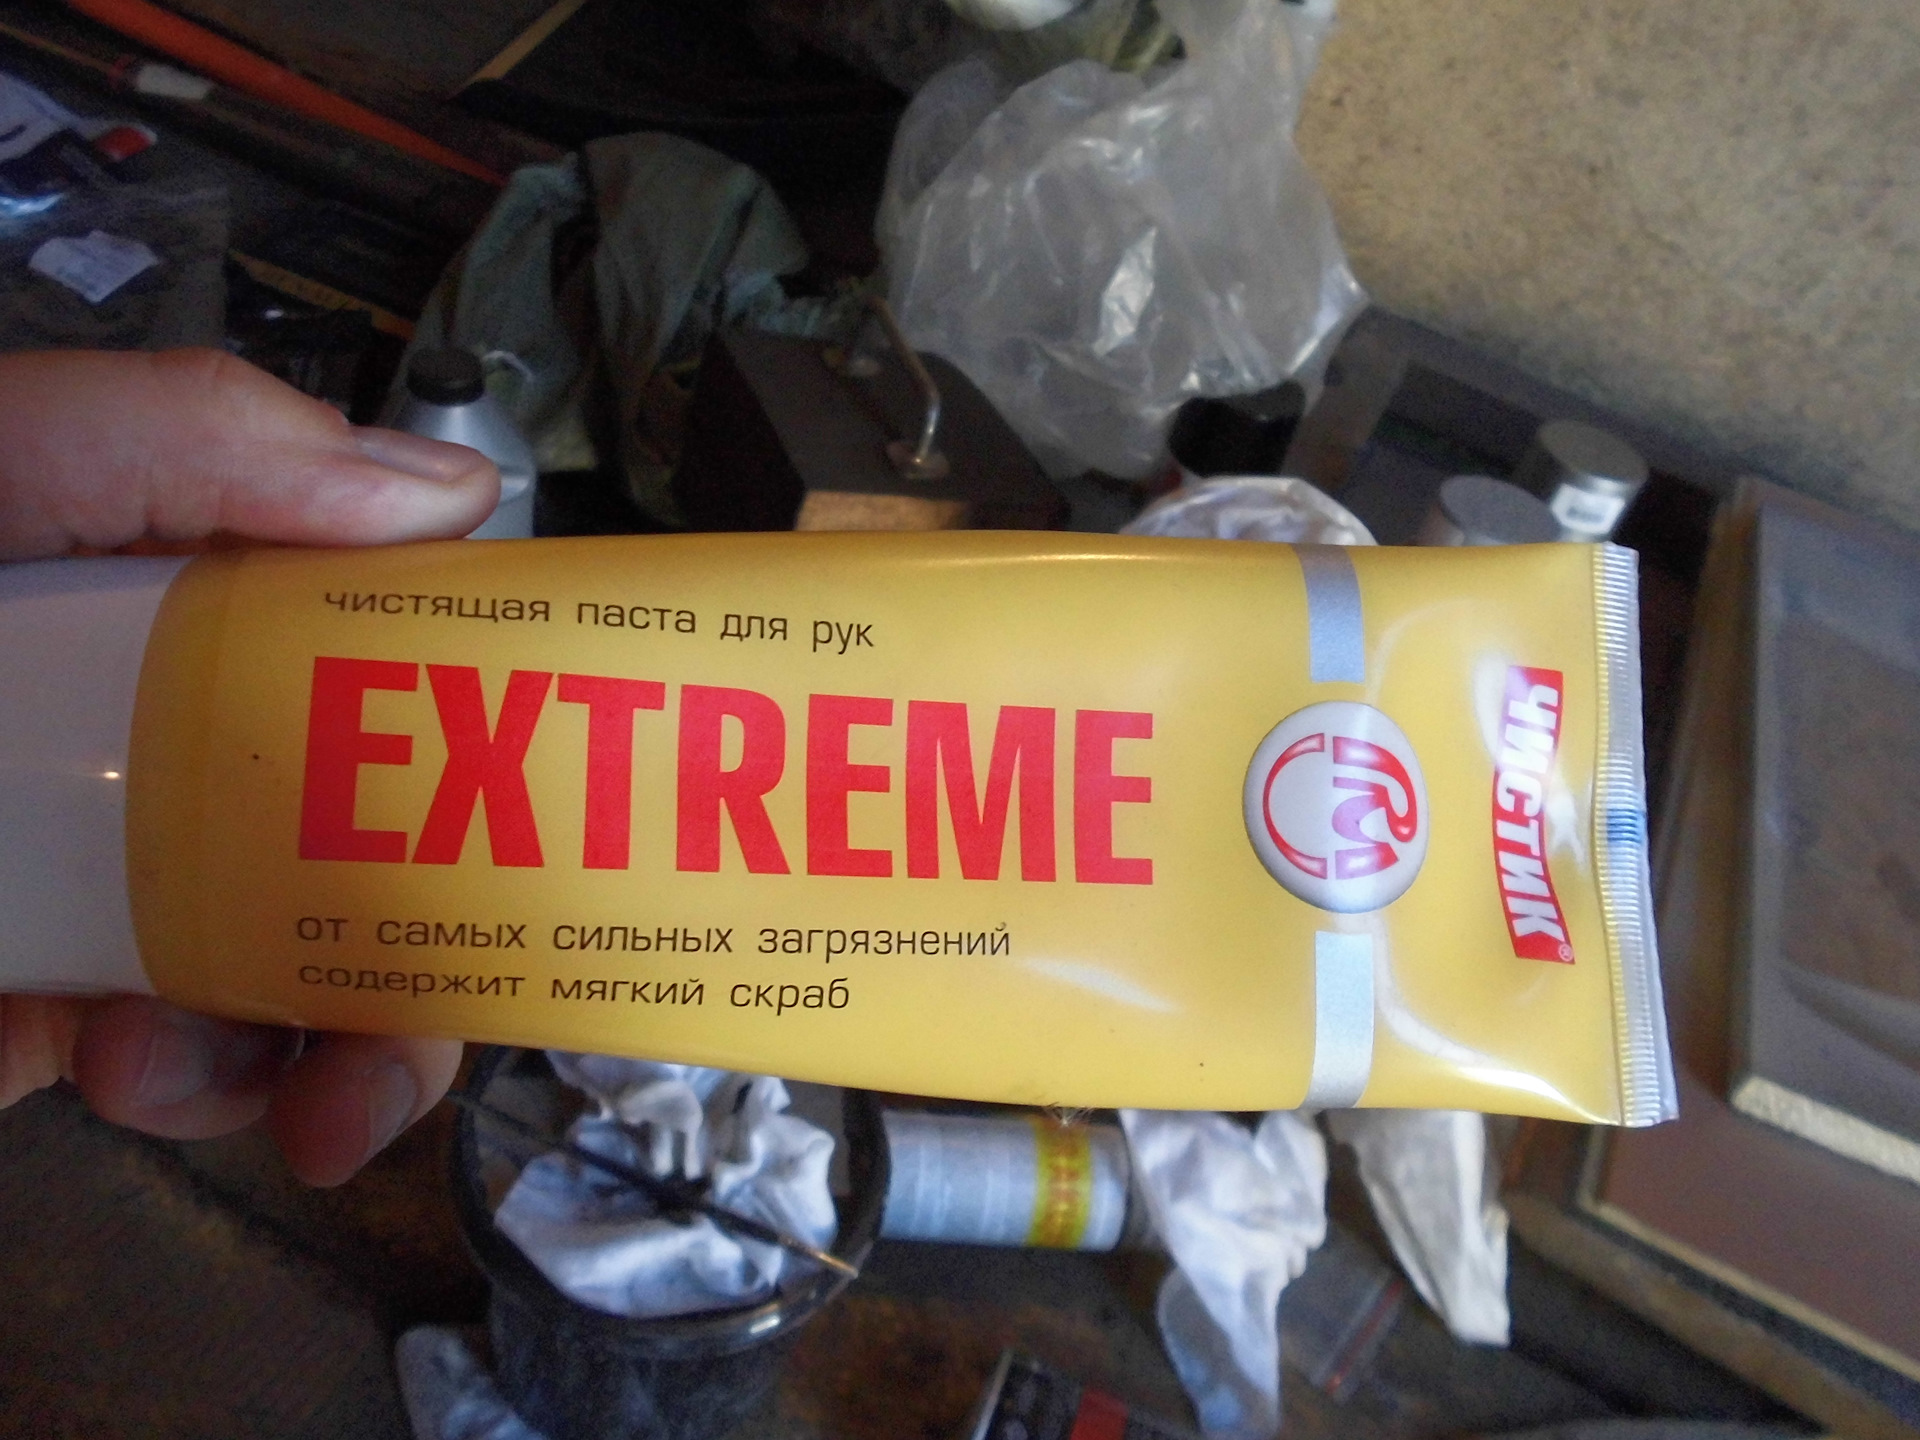 чистящая паста для рук
EXTREME
от самых сильных загрязнений
содержит мягкий скраб
ЧИСТИК®